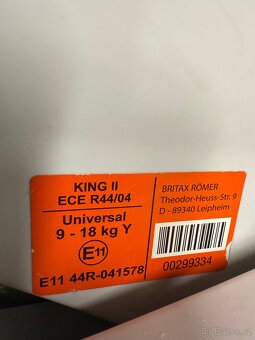 KING II
ECE R44/04
Universal
9 - 18 kg Y
E11
E11 44R-041578
BRITAX RÖMER
Theodor-Heuss-Str. 9
D - 89340 Leipheim
00299334